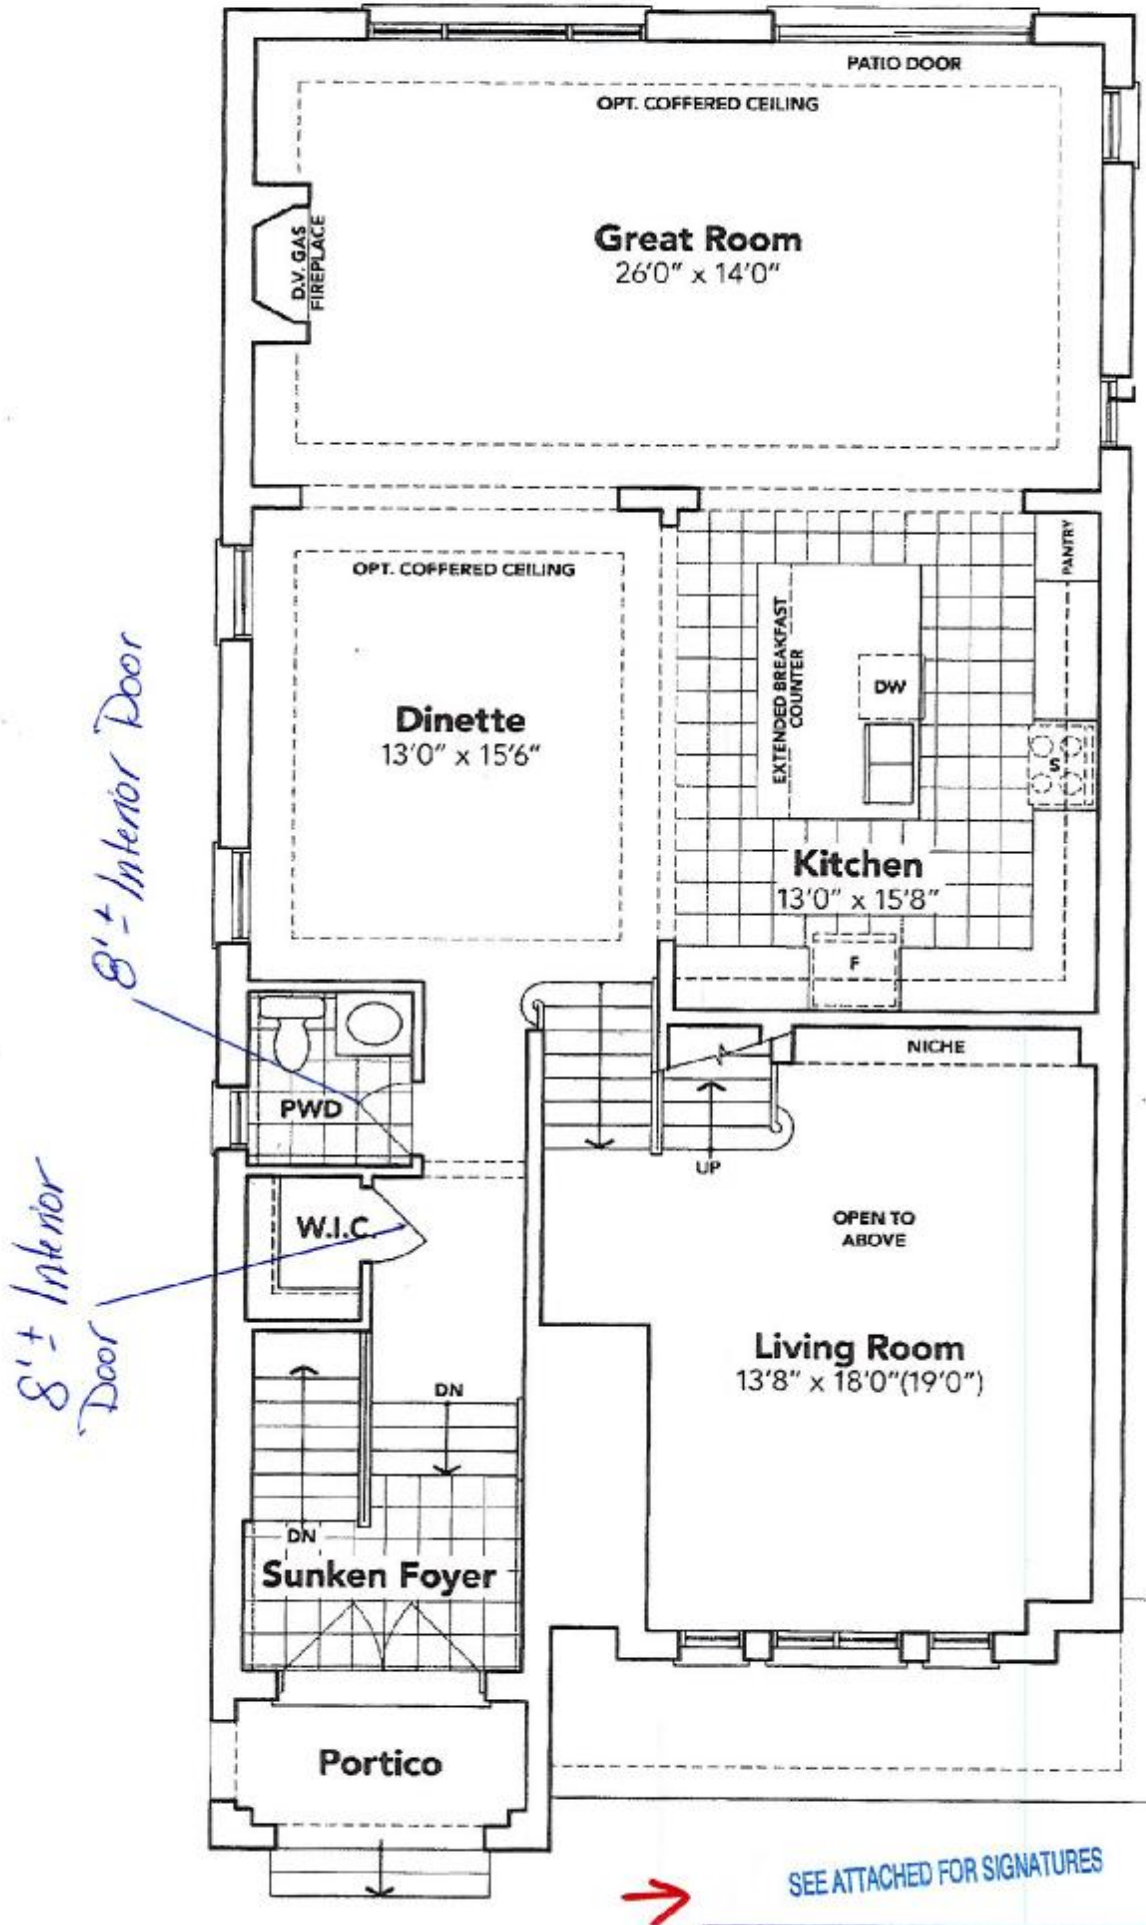 PATIO DOOR
OPT. COFFERED CEILING
Great Room
26'0" x 14'0"
D.V. GAS
FIREPLACE
OPT. COFFERED CEILING
PANTRY
EXTENDED BREAKFAST
COUNTER
DW
Dinette
13'0" x 15'6"
S
Kitchen
13'0" x 15'8"
F
8'± Interior Door
NICHE
PWD
UP
8'± Interior
Door
W.I.C.
OPEN TO
ABOVE
Living Room
13'8" x 18'0"(19'0")
DN
DN
Sunken Foyer
Portico
SEE ATTACHED FOR SIGNATURES